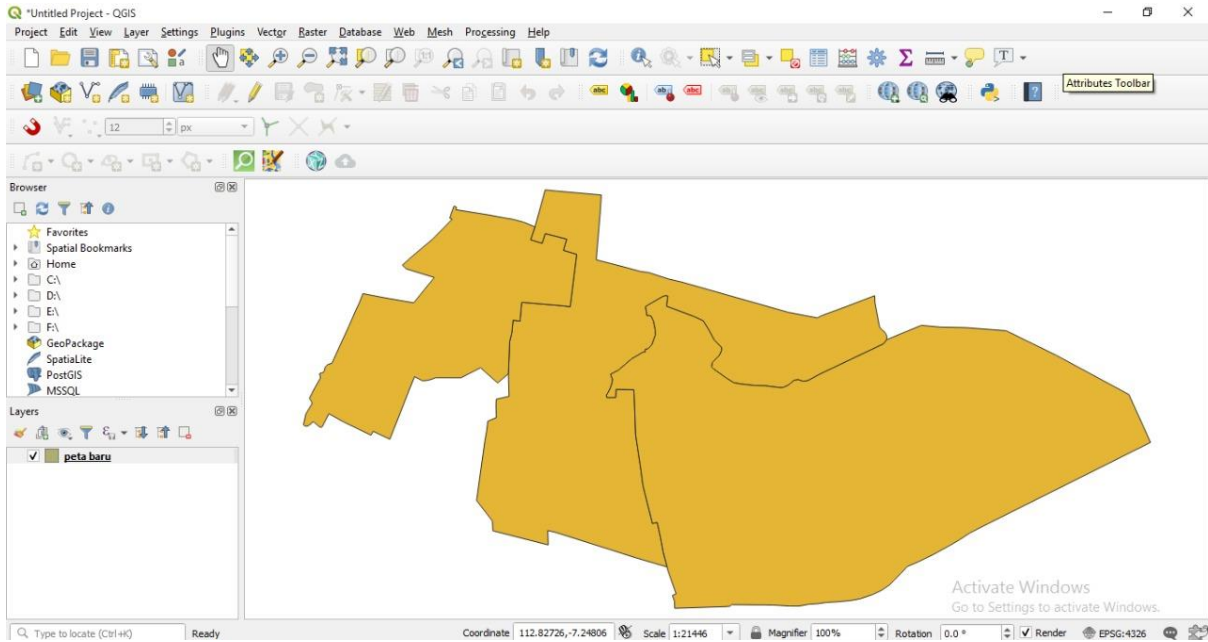 *Untitled Project - QGIS
Project Edit View Layer Settings Plugins Vector Raster Database Web Mesh Processing Help
Attributes Toolbar
12 px
Browser
Favorites
Spatial Bookmarks
Home
C:\
D:\
E:\
F:\
GeoPackage
SpatiaLite
PostGIS
MSSQL
Layers
peta baru
Activate Windows
Go to Settings to activate Windows.
Type to locate (Ctrl+K) Ready Coordinate 112.82726,-7.24806 Scale 1:21446 Magnifier 100% Rotation 0.0 ° Render EPSG:4326